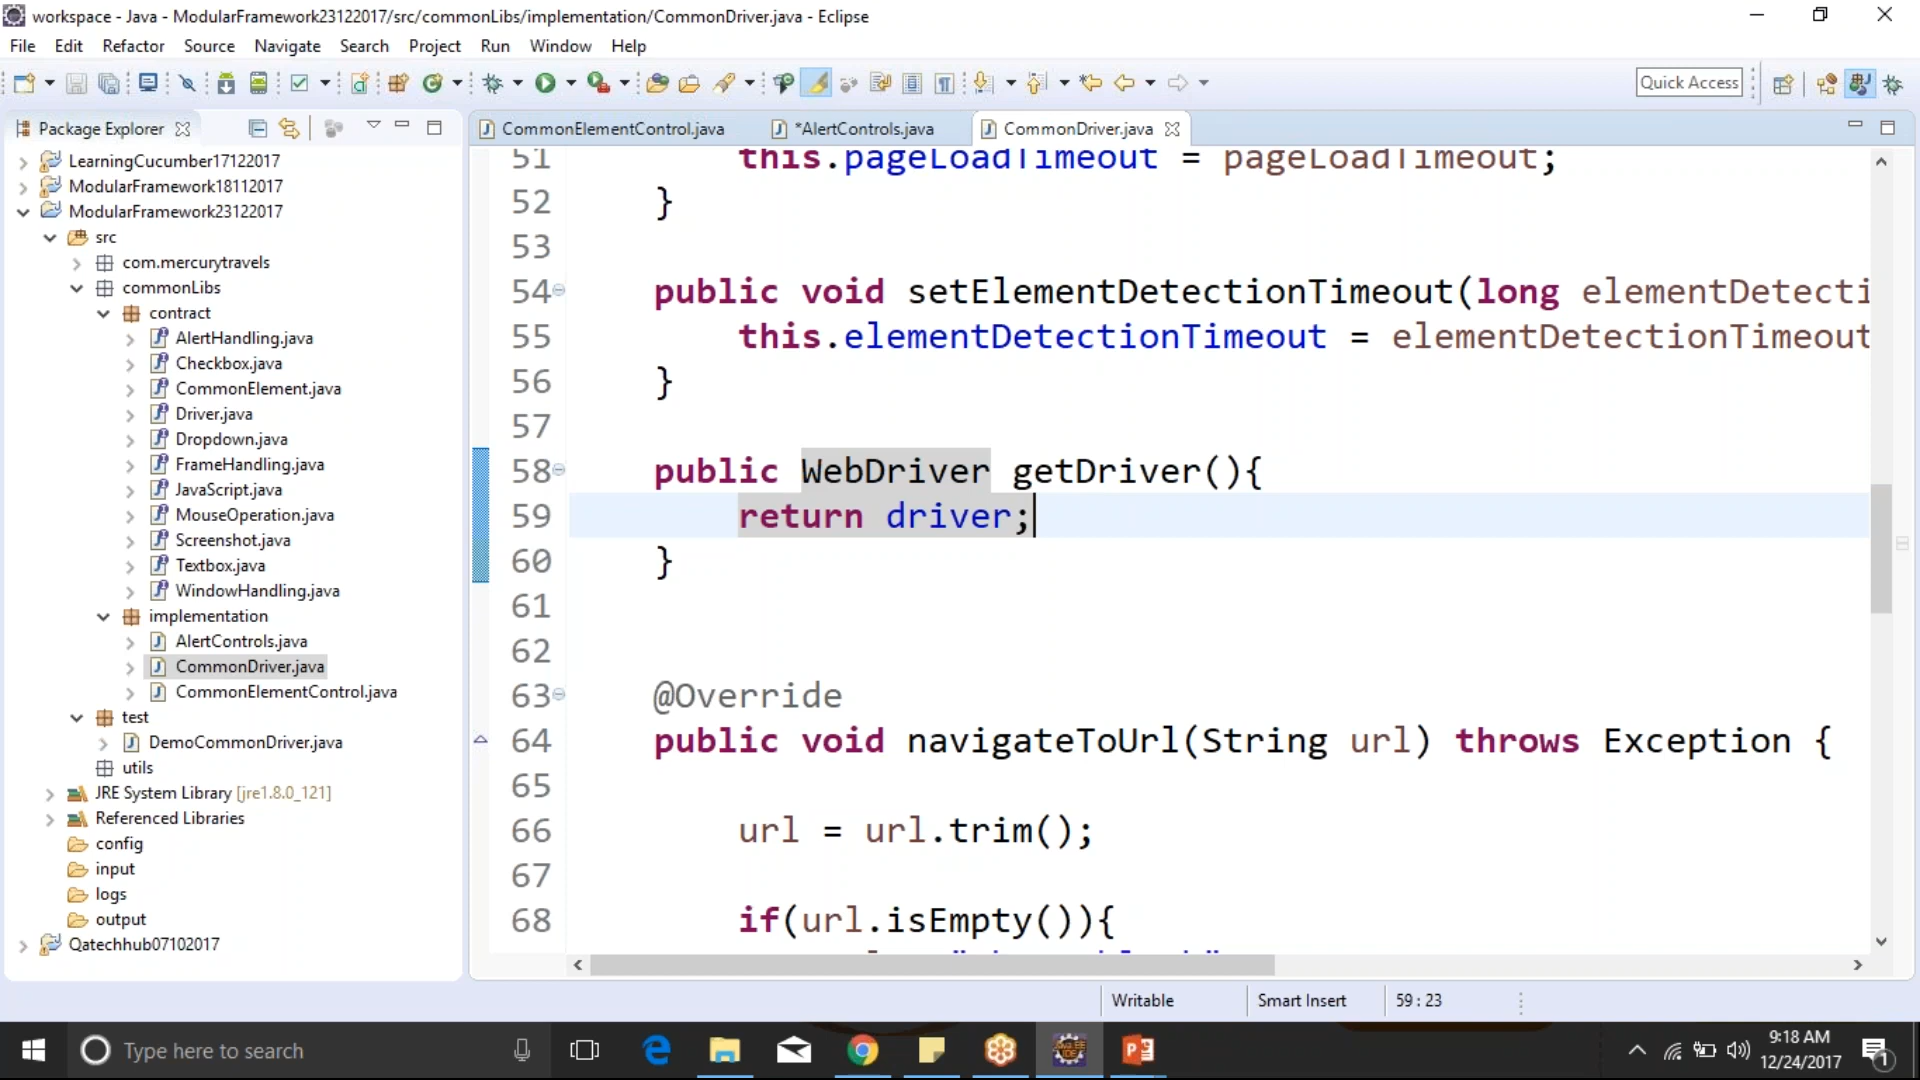 workspace - Java - ModularFramework23122017/src/commonLibs/implementation/CommonDriver.java - Eclipse
File Edit Refactor Source Navigate Search Project Run Window Help
Quick Access
Package Explorer
CommonElementControl.java
*AlertControls.java
CommonDriver.java
LearningCucumber17122017
ModularFramework18112017
ModularFramework23122017
src
com.mercurytravels
commonLibs
contract
AlertHandling.java
Checkbox.java
CommonElement.java
Driver.java
Dropdown.java
FrameHandling.java
JavaScript.java
MouseOperation.java
Screenshot.java
Textbox.java
WindowHandling.java
implementation
AlertControls.java
CommonDriver.java
CommonElementControl.java
test
DemoCommonDriver.java
utils
JRE System Library [jre1.8.0_121]
Referenced Libraries
config
input
logs
output
Qatechhub07102017
51 this.pageLoadTimeout = pageLoadTimeout;
52 }
53
54 public void setElementDetectionTimeout(long elementDetecti
55 this.elementDetectionTimeout = elementDetectionTimeout
56 }
57
58 public WebDriver getDriver(){
59 return driver;
60 }
61
62
63 @Override
64 public void navigateToUrl(String url) throws Exception {
65
66 url = url.trim();
67
68 if(url.isEmpty()){
Writable
Smart Insert
59 : 23
Type here to search
9:18 AM
12/24/2017
1